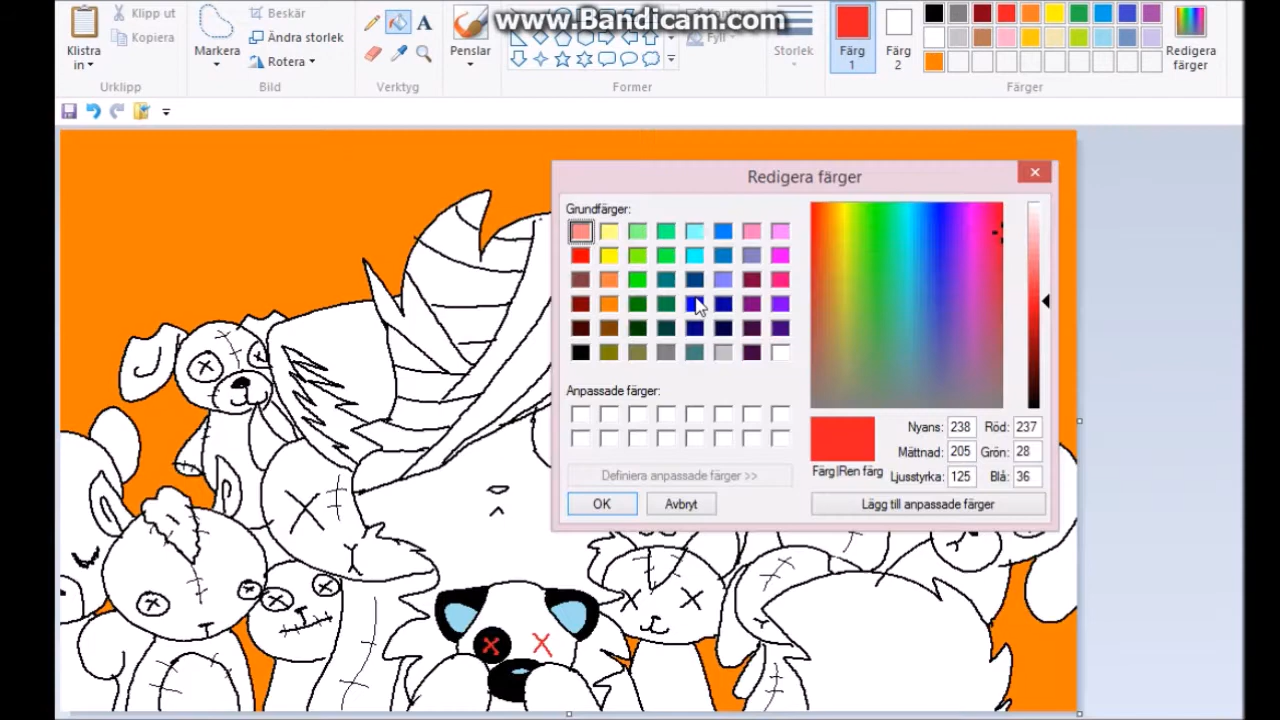 www.Bandicam.com
Klistra
in
Klipp ut
Kopiera
Urklipp
Markera
Beskär
Ändra storlek
Rotera
Bild
A
Verktyg
Penslar
Fyll
Former
Storlek
Färg
1
Färg
2
Redigera
färger
Färger
Redigera färger
Grundfärger:
Anpassade färger:
Definiera anpassade färger >>
OK
Avbryt
Färg|Ren färg
Nyans: 238
Röd: 237
Mättnad: 205
Grön: 28
Ljusstyrka: 125
Blå: 36
Lägg till anpassade färger